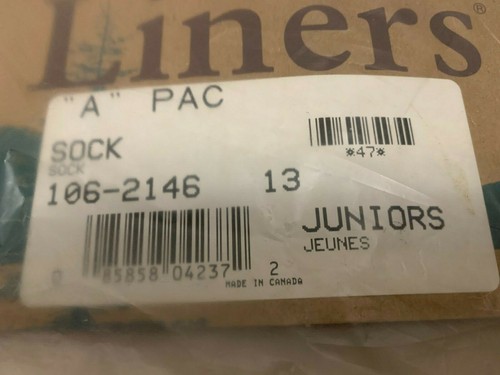 Liners®
"A" PAC
*47*
SOCK
SOCK
106-2146 13
JUNIORS
JEUNES
0 85858 04237 2
MADE IN CANADA